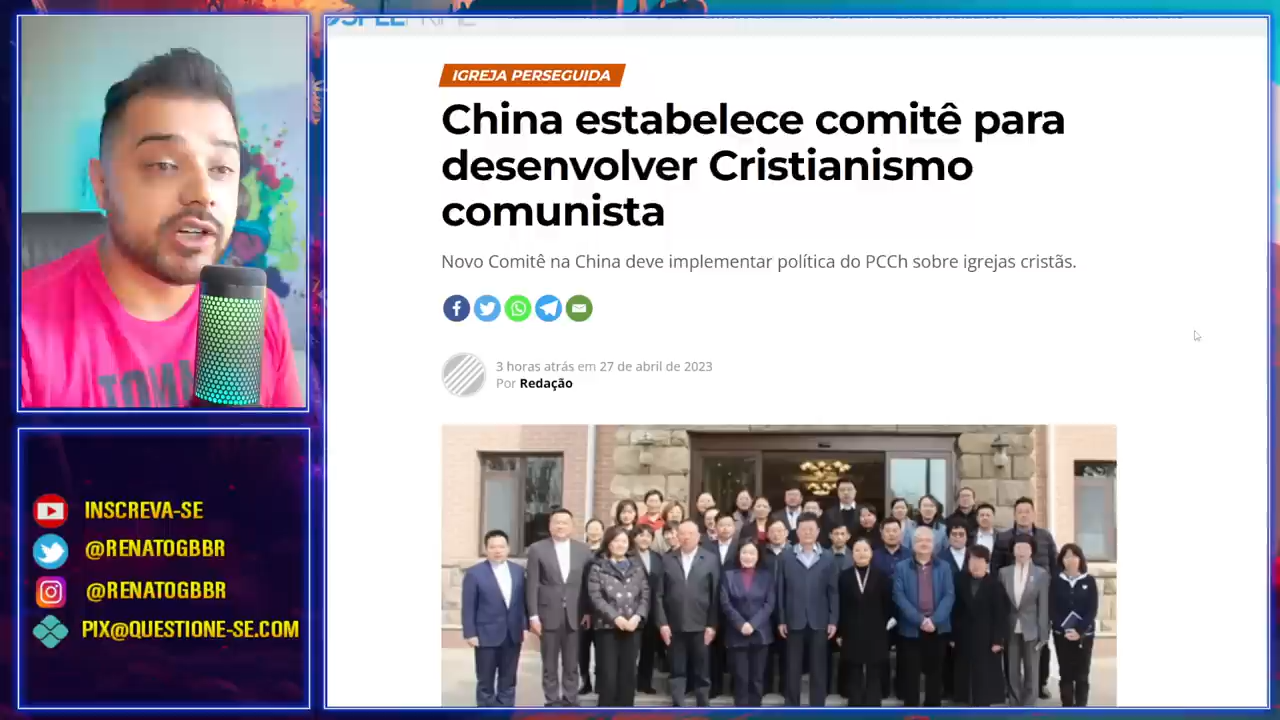 IGREJA PERSEGUIDA
China estabelece comitê para
desenvolver Cristianismo
comunista
Novo Comitê na China deve implementar política do PCCh sobre igrejas cristãs.
3 horas atrás em 27 de abril de 2023
Por Redação
INSCREVA-SE
@RENATOGBBR
@RENATOGBBR
PIX@QUESTIONE-SE.COM